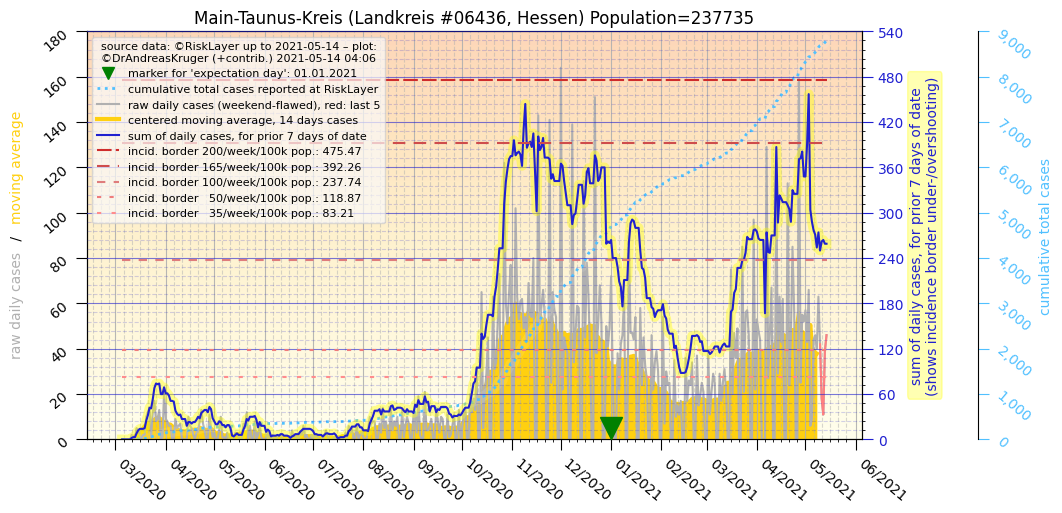 Main-Taunus-Kreis (Landkreis #06436, Hessen) Population=237735
source data: ©RiskLayer up to 2021-05-14 – plot:
©DrAndreasKruger (+contrib.) 2021-05-14 04:06
marker for 'expectation day': 01.01.2021
cumulative total cases reported at RiskLayer
raw daily cases (weekend-flawed), red: last 5
centered moving average, 14 days cases
sum of daily cases, for prior 7 days of date
incid. border 200/week/100k pop.: 475.47
incid. border 165/week/100k pop.: 392.26
incid. border 100/week/100k pop.: 237.74
incid. border   50/week/100k pop.: 118.87
incid. border   35/week/100k pop.: 83.21
raw daily cases   /   moving average
180
160
140
120
100
80
60
40
20
0
03/2020
04/2020
05/2020
06/2020
07/2020
08/2020
09/2020
10/2020
11/2020
12/2020
01/2021
02/2021
03/2021
04/2021
05/2021
06/2021
540
480
420
360
300
240
180
120
60
0
sum of daily cases, for prior 7 days of date
(shows incidence border under-/overshooting)
9,000
8,000
7,000
6,000
5,000
4,000
3,000
2,000
1,000
0
cumulative total cases